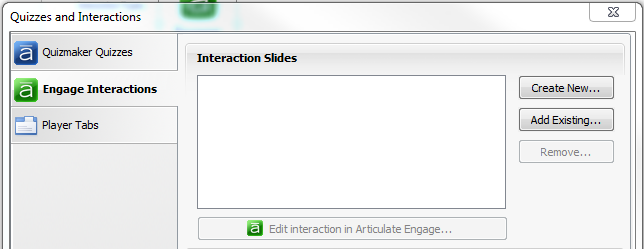 Quizzes and Interactions
Quizmaker Quizzes
Engage Interactions
Player Tabs
Interaction Slides
Create New...
Add Existing...
Remove...
Edit interaction in Articulate Engage...